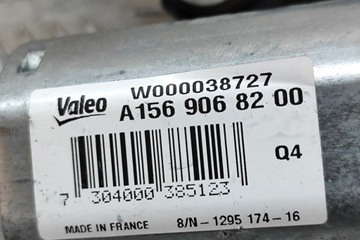 W000038727
Valeo
A156 906 82 00
Q4
7 304000 385123
MADE IN FRANCE
8/N-1295 174-16